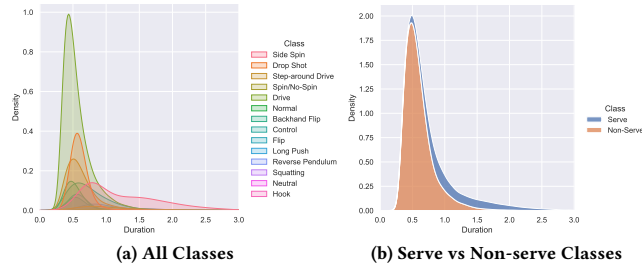 1.0
0.8
0.6
0.4
0.2
0.0
Density
0.0 0.5 1.0 1.5 2.0 2.5 3.0
Duration
Class
Side Spin
Drop Shot
Step-around Drive
Spin/No-Spin
Drive
Normal
Backhand Flip
Control
Flip
Long Push
Reverse Pendulum
Squatting
Neutral
Hook
(a) All Classes
2.00
1.75
1.50
1.25
1.00
0.75
0.50
0.25
0.00
Density
0.0 0.5 1.0 1.5 2.0 2.5 3.0
Duration
Class
Serve
Non-Serve
(b) Serve vs Non-serve Classes